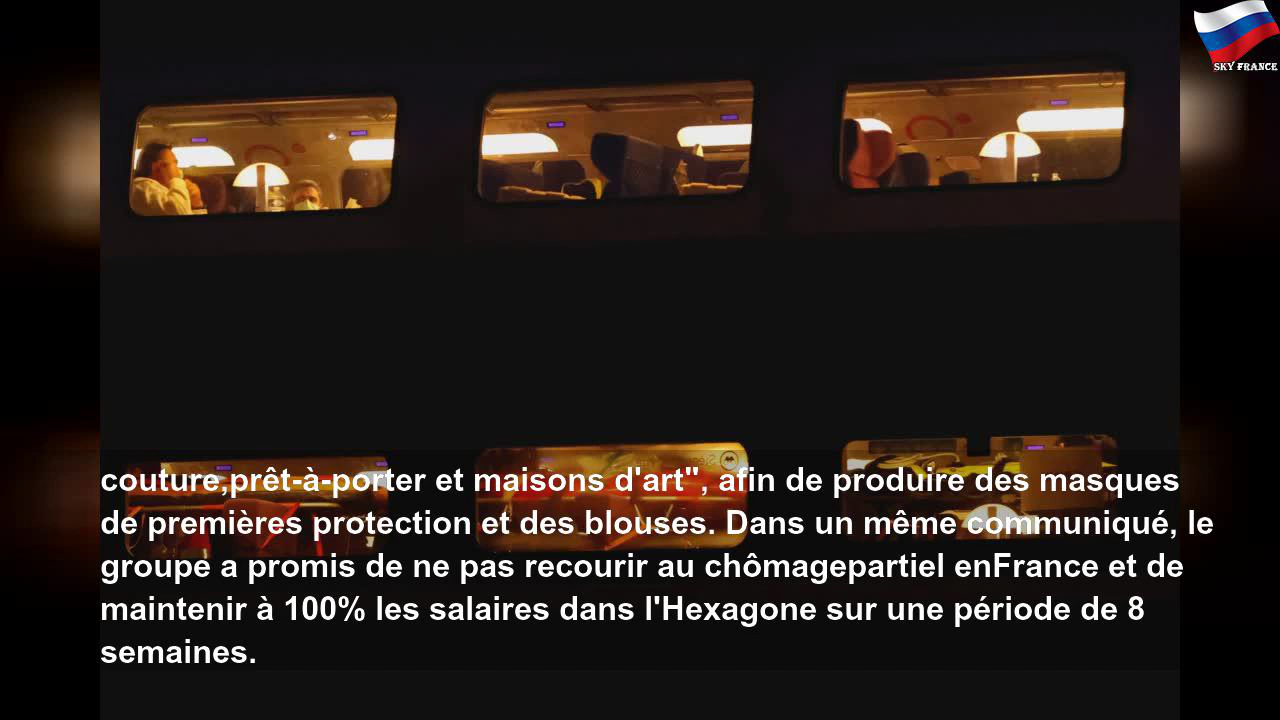 SKY FRANCE
couture,prêt-à-porter et maisons d'art", afin de produire des masques
de premières protection et des blouses. Dans un même communiqué, le
groupe a promis de ne pas recourir au chômagepartiel enFrance et de
maintenir à 100% les salaires dans l'Hexagone sur une période de 8
semaines.